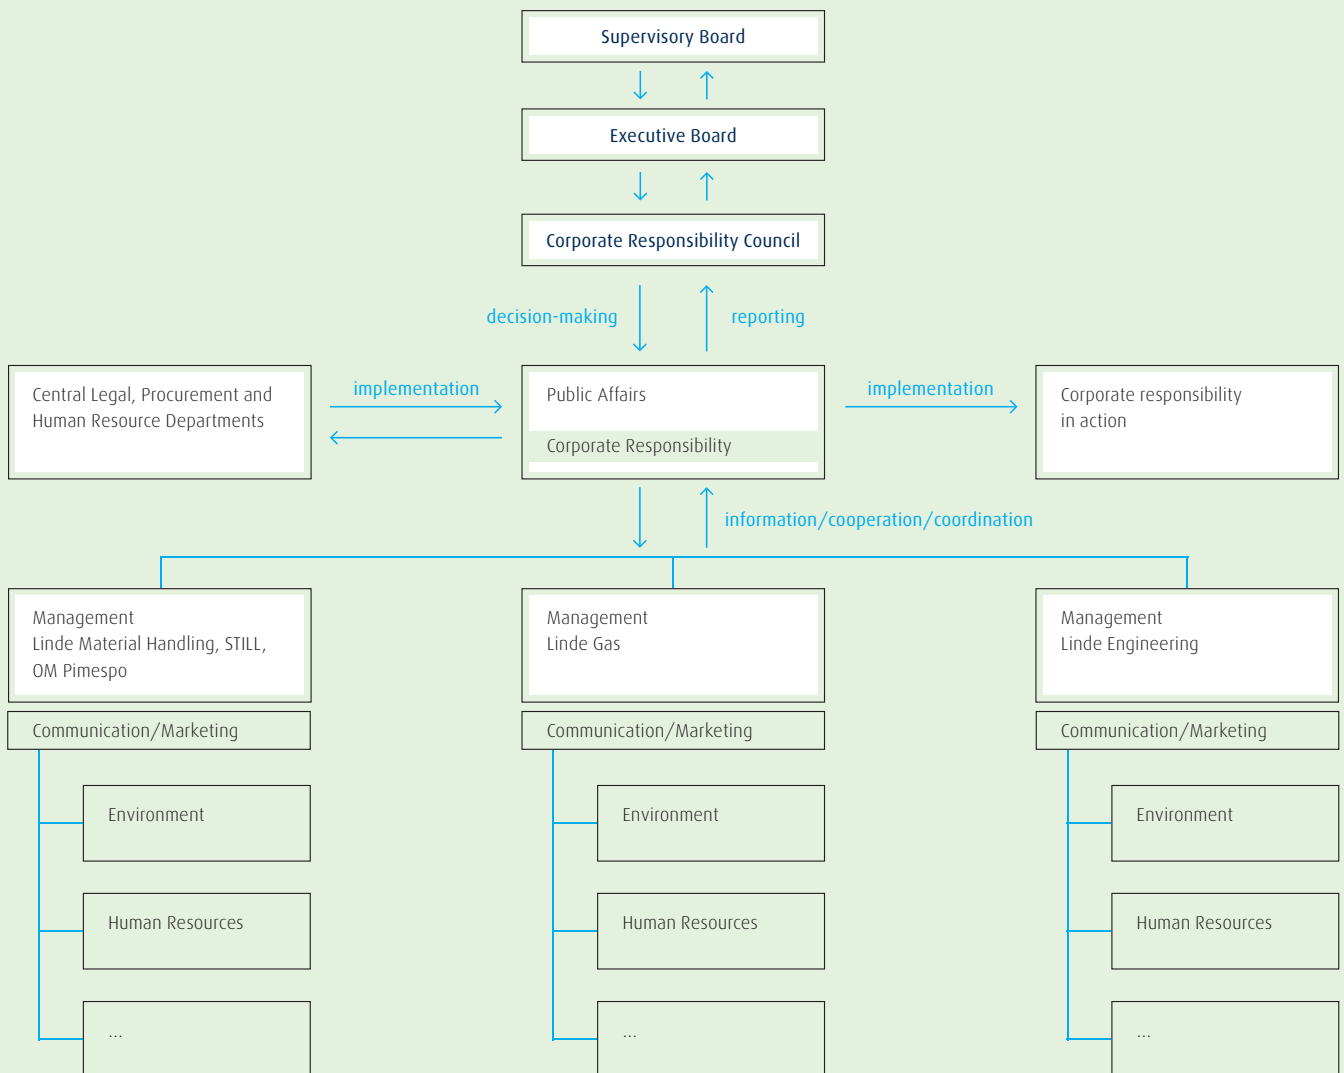 Supervisory Board
Executive Board
Corporate Responsibility Council
decision-making
reporting
Central Legal, Procurement and
Human Resource Departments
implementation
Public Affairs
Corporate Responsibility
implementation
Corporate responsibility
in action
information/cooperation/coordination
Management
Linde Material Handling, STILL,
OM Pimespo
Communication/Marketing
Environment
Human Resources
...
Management
Linde Gas
Communication/Marketing
Environment
Human Resources
...
Management
Linde Engineering
Communication/Marketing
Environment
Human Resources
...